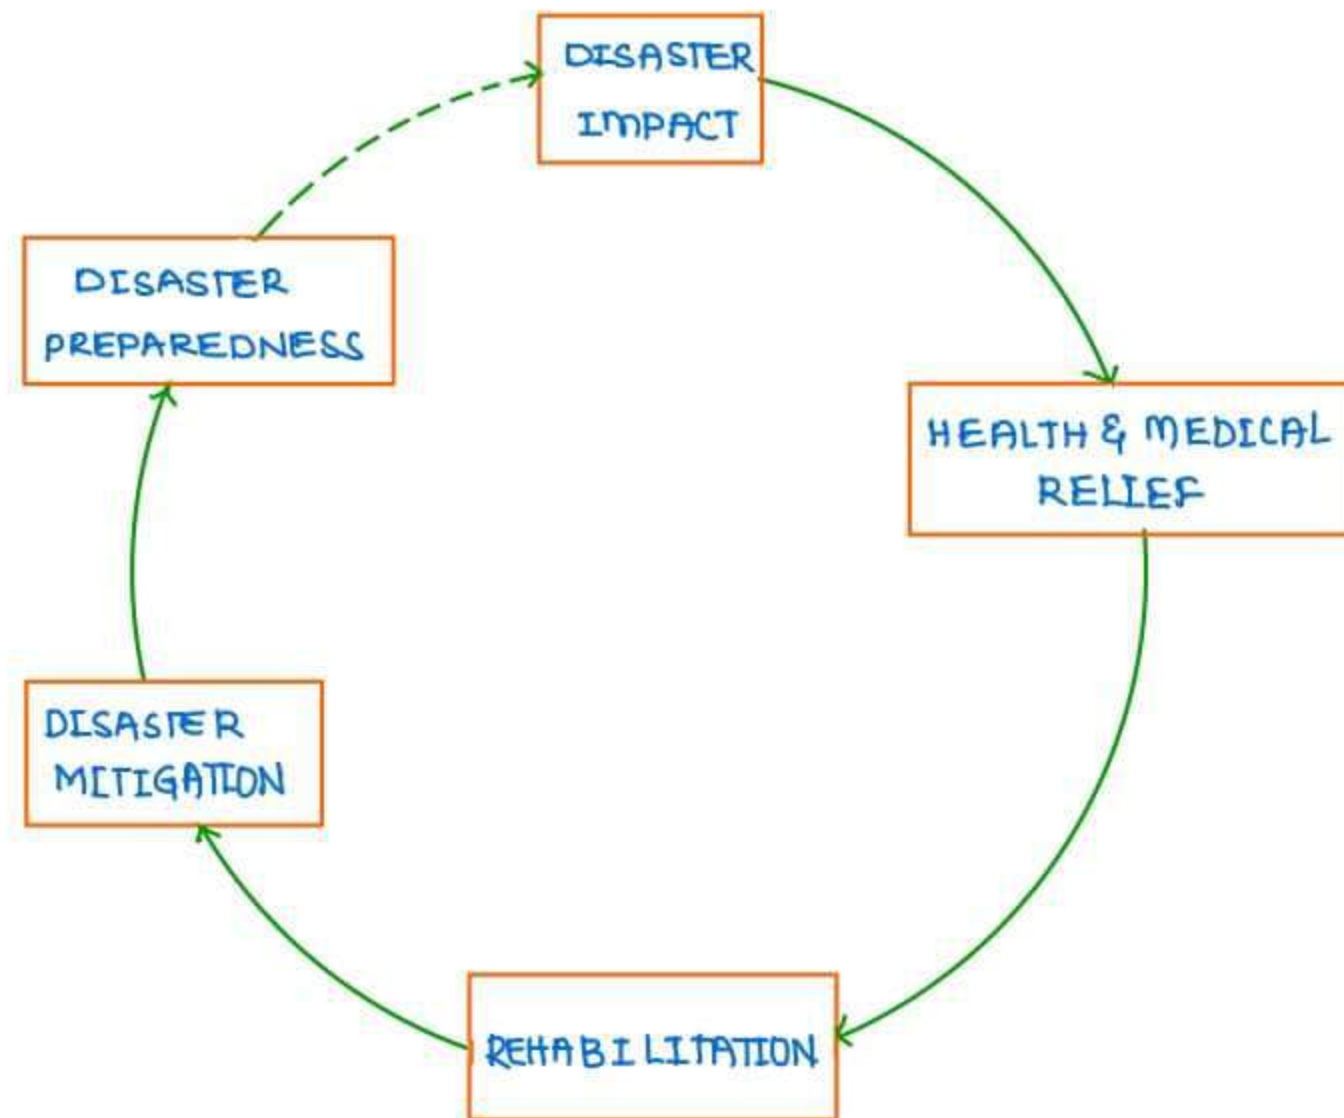 DISASTER
IMPACT
DISASTER
PREPAREDNESS
HEALTH & MEDICAL
RELIEF
DISASTER
MITIGATION
REHABILITATION